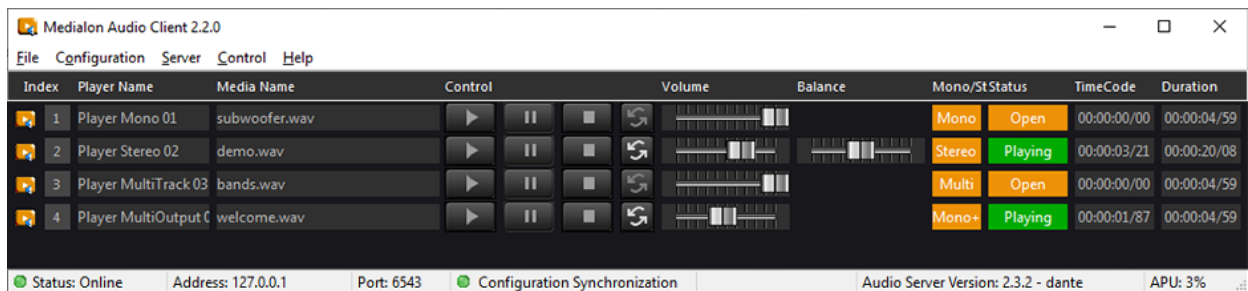 Medialon Audio Client 2.2.0
File Configuration Server Control Help
Index Player Name Media Name Control Volume Balance Mono/St Status TimeCode Duration
1 Player Mono 01 subwoofer.wav Mono Open 00:00:00/00 00:00:04/59
2 Player Stereo 02 demo.wav Stereo Playing 00:00:03/21 00:00:20/08
3 Player MultiTrack 03 bands.wav Multi Open 00:00:00/00 00:00:04/59
4 Player MultiOutput 0 welcome.wav Mono+ Playing 00:00:01/87 00:00:04/59
Status: Online Address: 127.0.0.1 Port: 6543 Configuration Synchronization Audio Server Version: 2.3.2 - dante APU: 3%